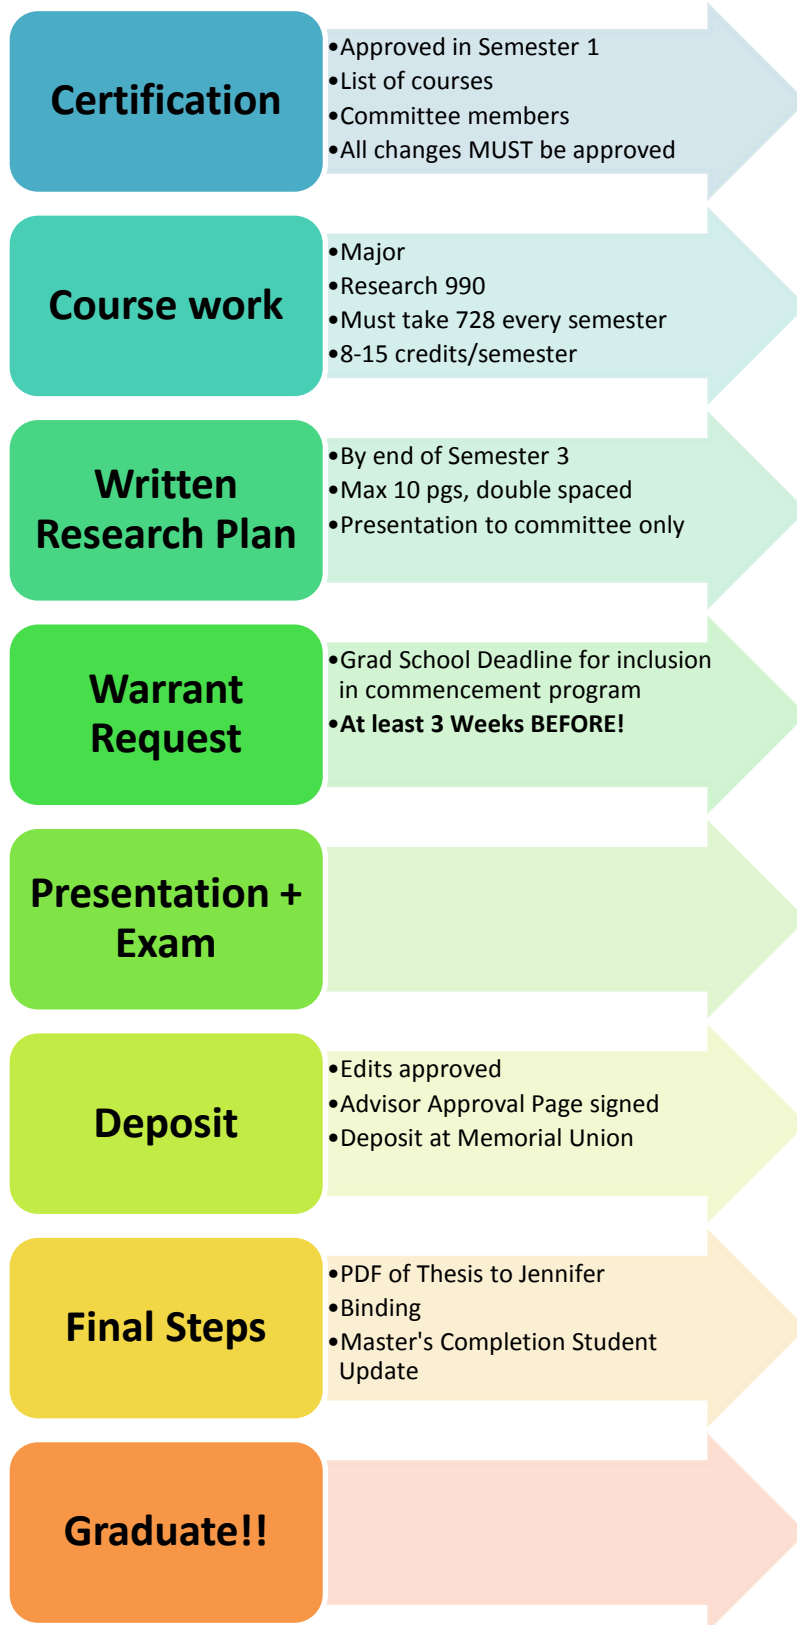 Certification
•Approved in Semester 1
•List of courses
•Committee members
•All changes MUST be approved
Course work
•Major
•Research 990
•Must take 728 every semester
•8-15 credits/semester
Written
Research Plan
•By end of Semester 3
•Max 10 pgs, double spaced
•Presentation to committee only
Warrant
Request
•Grad School Deadline for inclusion
in commencement program
•At least 3 Weeks BEFORE!
Presentation +
Exam
Deposit
•Edits approved
•Advisor Approval Page signed
•Deposit at Memorial Union
Final Steps
•PDF of Thesis to Jennifer
•Binding
•Master's Completion Student
Update
Graduate!!